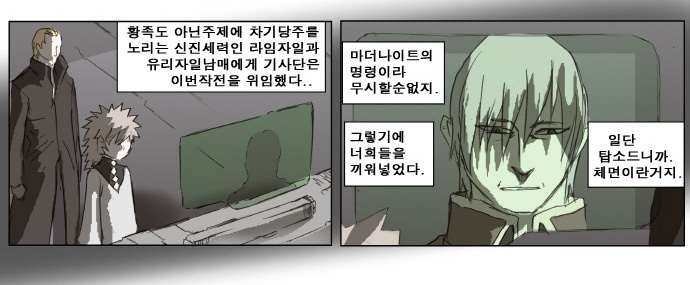 황족도 아닌주제에 차기당주를
노리는 신진세력인 라임자일과
유리자일남매에게 기사단은
이번작전을 위임했다..
마더나이트의
명령이라
무시할순없지.
그렇기에
너희들을
끼워넣었다.
일단
탑소드니까.
체면이란거지.